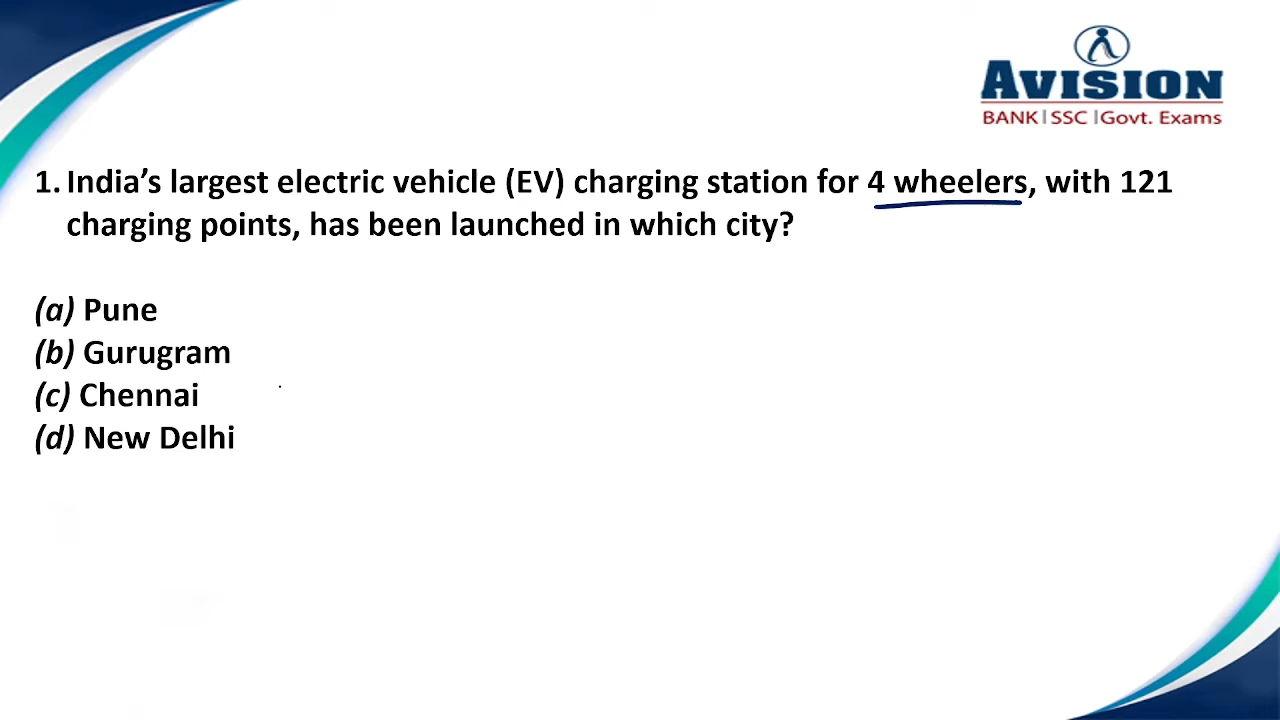 AVISION
BANK | SSC | Govt. Exams
1. India’s largest electric vehicle (EV) charging station for 4 wheelers, with 121
charging points, has been launched in which city?
(a) Pune
(b) Gurugram
(c) Chennai
(d) New Delhi